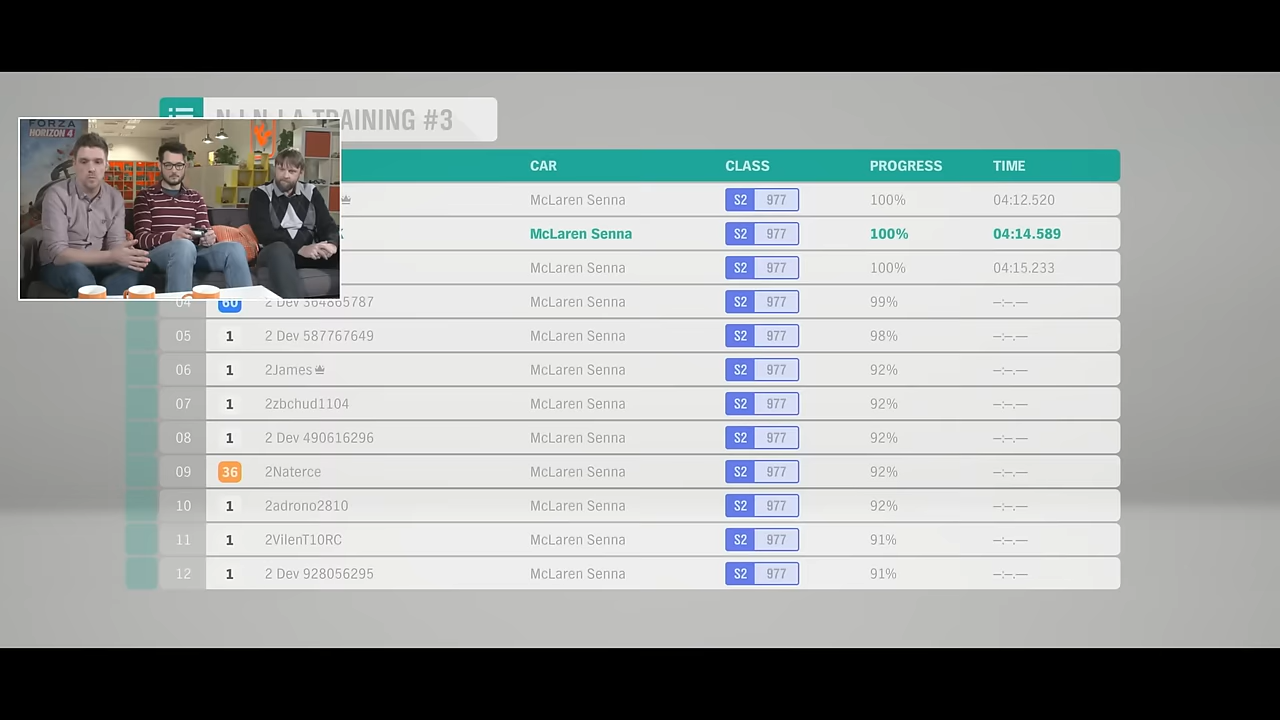 N.I.N.J.A TRAINING #3
FORZA
HORIZON 4
CAR CLASS PROGRESS TIME
McLaren Senna S2 977 100% 04:12.520
McLaren Senna S2 977 100% 04:14.589
McLaren Senna S2 977 100% 04:15.233
04 60 2 Dev 364865787 McLaren Senna S2 977 99% --:--.---
05 1 2 Dev 587767649 McLaren Senna S2 977 98% --:--.---
06 1 2James McLaren Senna S2 977 92% --:--.---
07 1 2zbchud1104 McLaren Senna S2 977 92% --:--.---
08 1 2 Dev 490616296 McLaren Senna S2 977 92% --:--.---
09 36 2Naterce McLaren Senna S2 977 92% --:--.---
10 1 2adrono2810 McLaren Senna S2 977 92% --:--.---
11 1 2VilenT10RC McLaren Senna S2 977 91% --:--.---
12 1 2 Dev 928056295 McLaren Senna S2 977 91% --:--.---